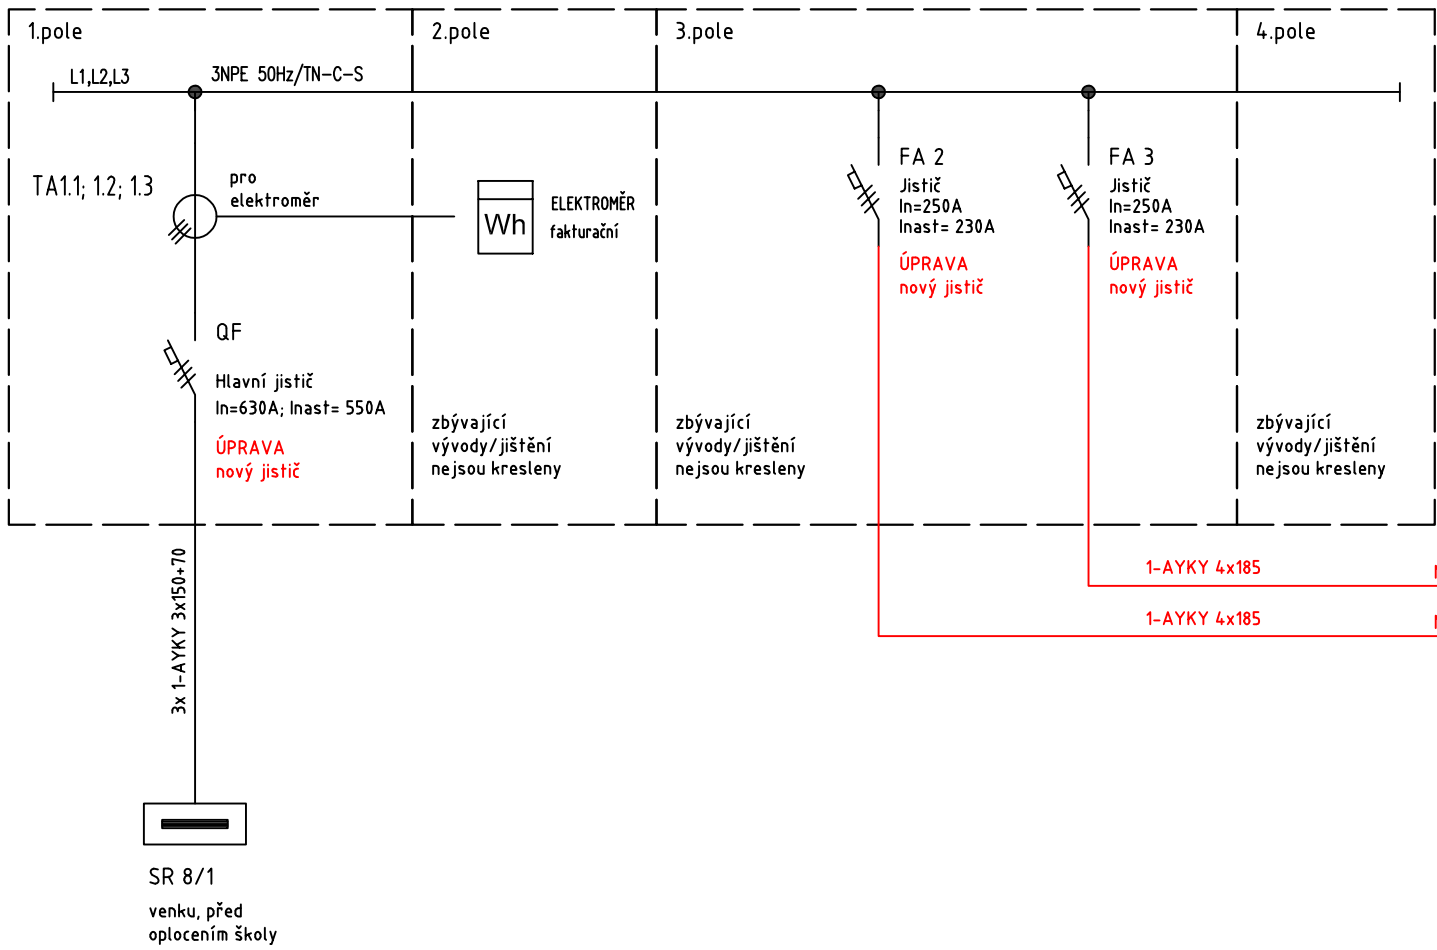 1.pole
2.pole
3.pole
4.pole
L1,L2,L3
3NPE 50Hz/TN-C-S
TA1.1; 1.2; 1.3
pro
elektroměr
Wh
ELEKTROMĚR
fakturační
FA 2
Jistič
In=250A
Inast= 230A
ÚPRAVA
nový jistič
FA 3
Jistič
In=250A
Inast= 230A
ÚPRAVA
nový jistič
QF
Hlavní jistič
In=630A; Inast= 550A
ÚPRAVA
nový jistič
zbývající
vývody/jištění
nejsou kresleny
zbývající
vývody/jištění
nejsou kresleny
zbývající
vývody/jištění
nejsou kresleny
3x 1-AYKY 3x150+70
1-AYKY 4x185
1-AYKY 4x185
SR 8/1
venku, před
oplocením školy